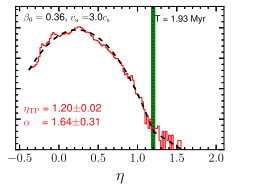 β₀ = 0.36, vₐ =3.0cₛ
T = 1.93 Myr
η_TP = 1.20±0.02
α = 1.64±0.31
−0.5 0.0 0.5 1.0 1.5 2.0
η